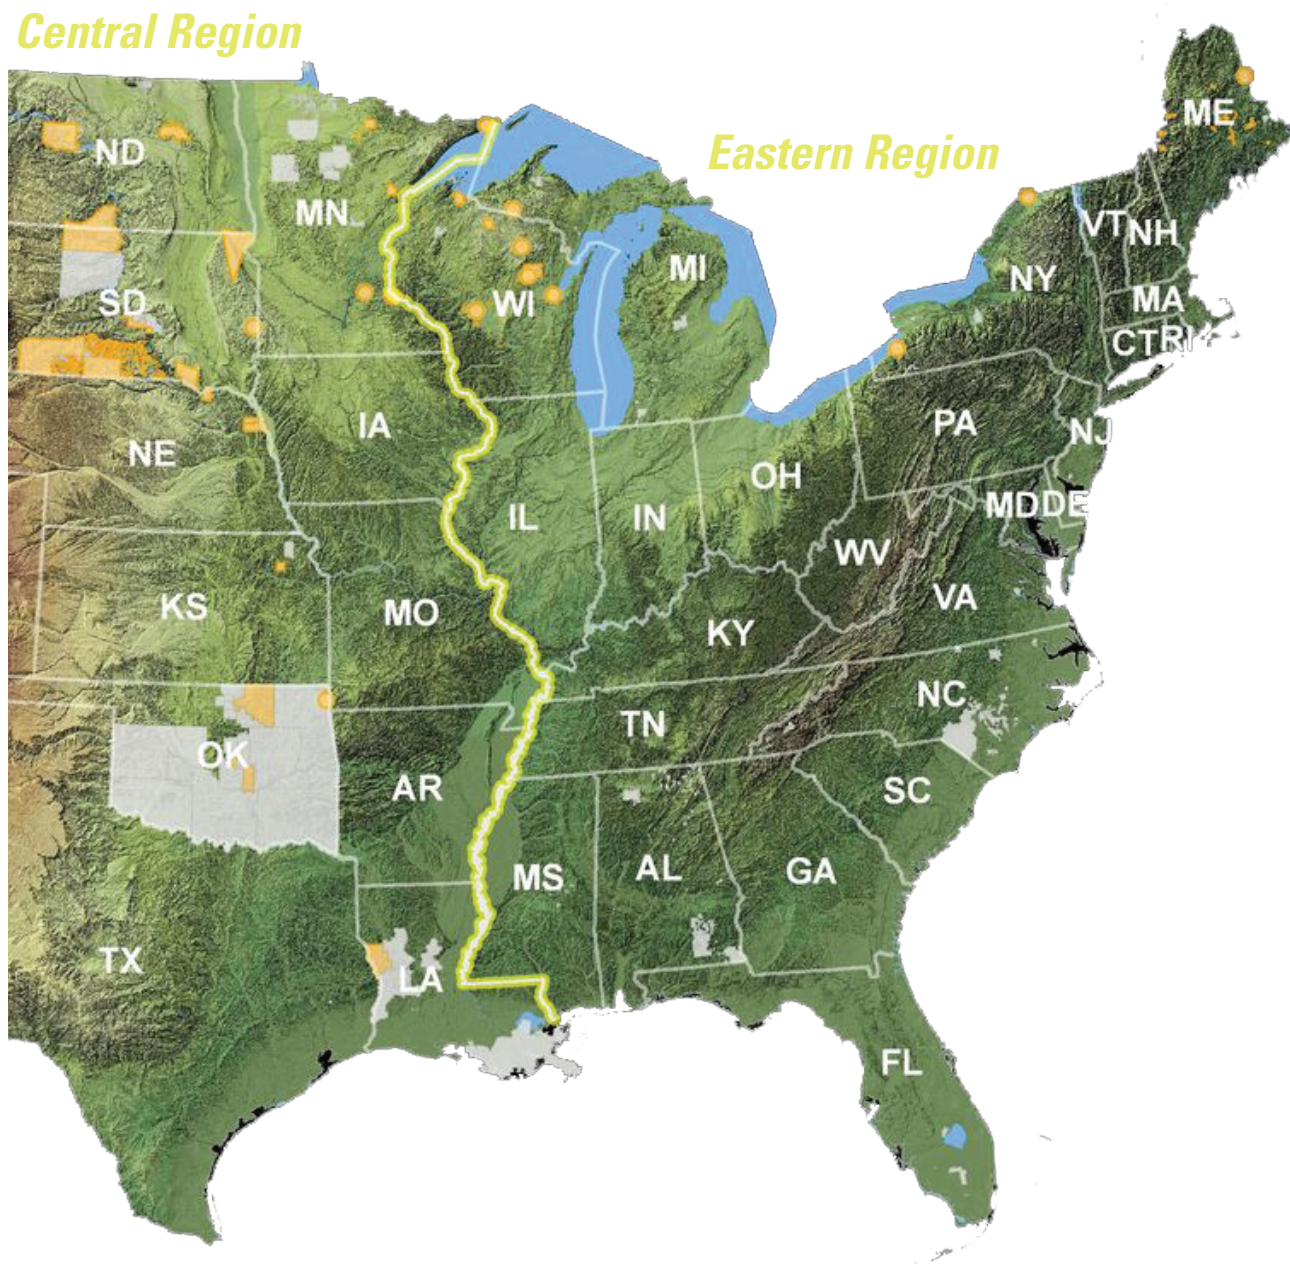 Central Region
Eastern Region
ME
ND
MN
VT
NH
MI
NY
SD
WI
MA
CT
RI
IA
PA
NJ
NE
OH
IL
IN
MD
DE
WV
KS
MO
KY
VA
NC
TN
OK
AR
SC
MS
AL
GA
TX
LA
FL